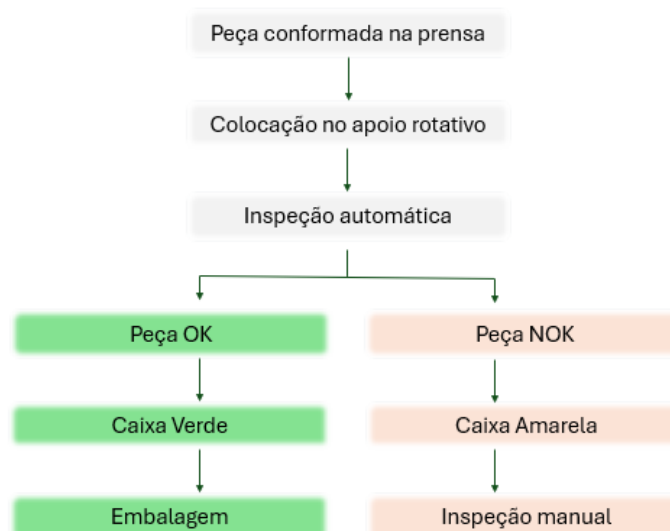 Peça conformada na prensa
Colocação no apoio rotativo
Inspeção automática
Peça OK
Peça NOK
Caixa Verde
Caixa Amarela
Embalagem
Inspeção manual